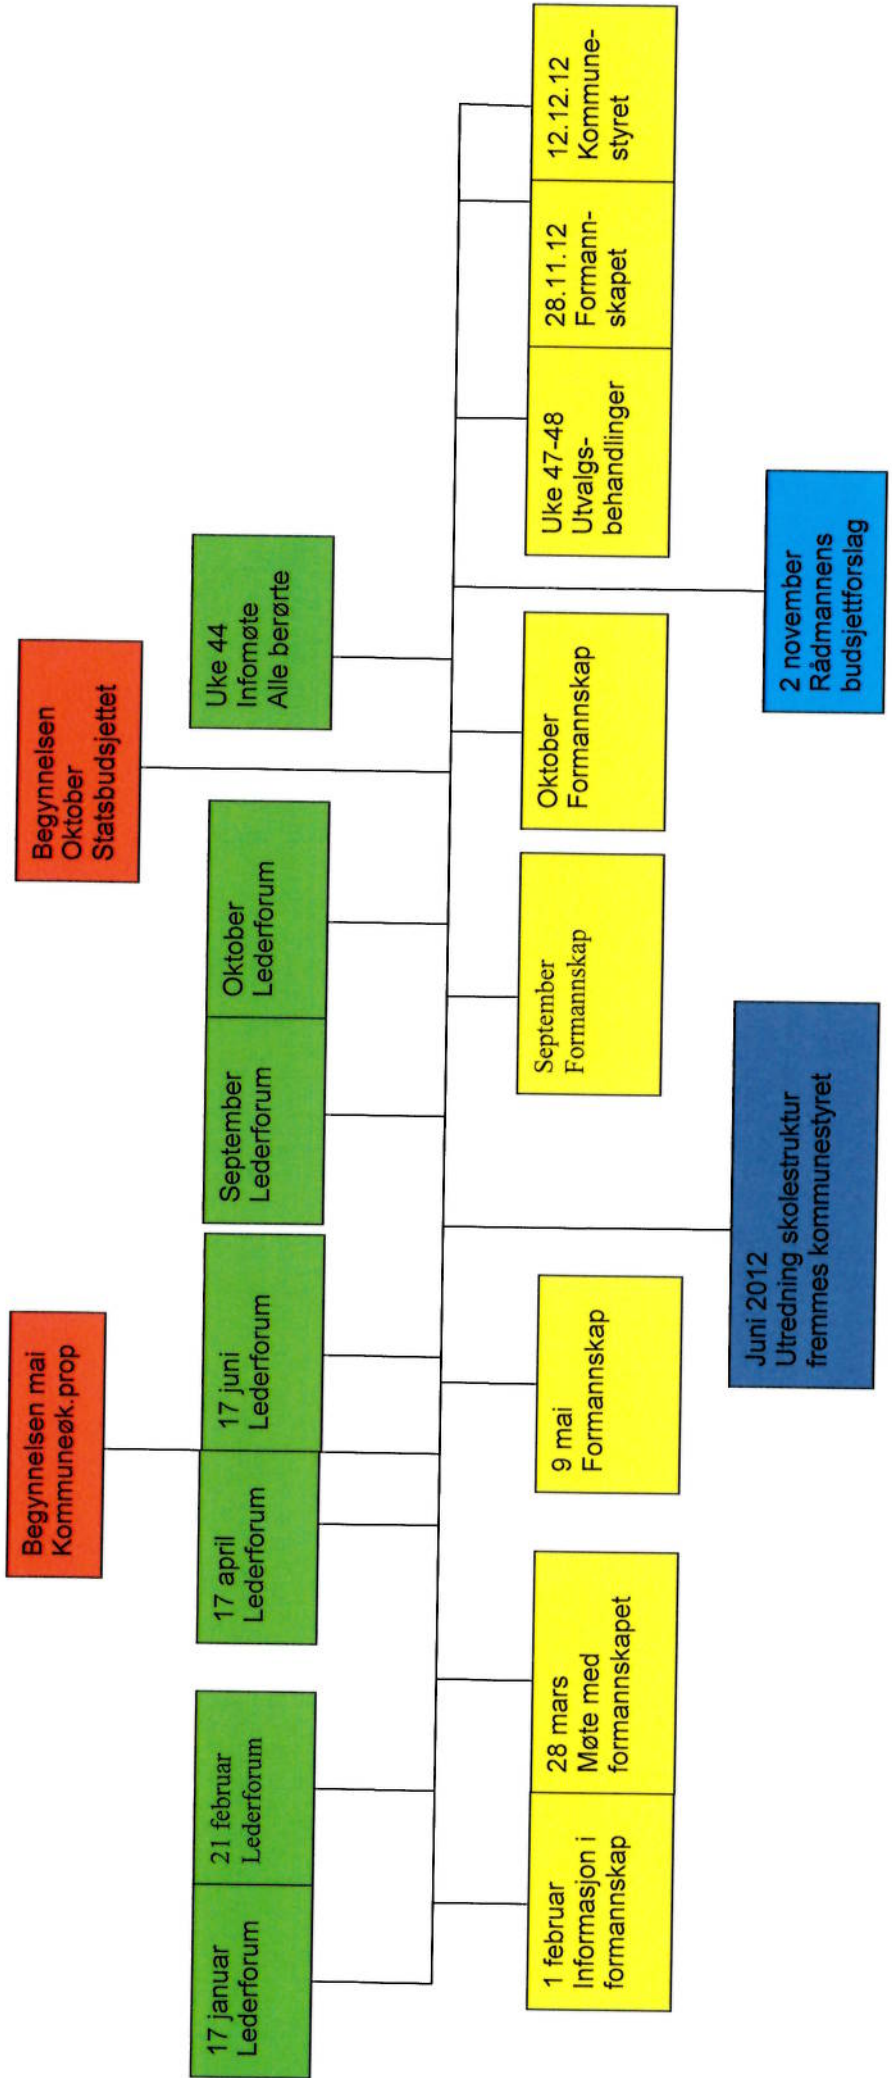 Begynnelsen mai
Kommuneøk.prop
Begynnelsen
Oktober
Statsbudsjettet
17 januar
Lederforum
21 februar
Lederforum
17 april
Lederforum
17 juni
Lederforum
September
Lederforum
Oktober
Lederforum
Uke 44
Infomøte
Alle berørte
1 februar
Informasjon i
formannskap
28 mars
Møte med
formannskapet
9 mai
Formannskap
September
Formannskap
Oktober
Formannskap
Uke 47-48
Utvalgs-
behandlinger
28.11.12
Formann-
skapet
12.12.12
Kommune-
styret
Juni 2012
Utredning skolestruktur
fremmes kommunestyret
2 november
Rådmannens
budsjettforslag